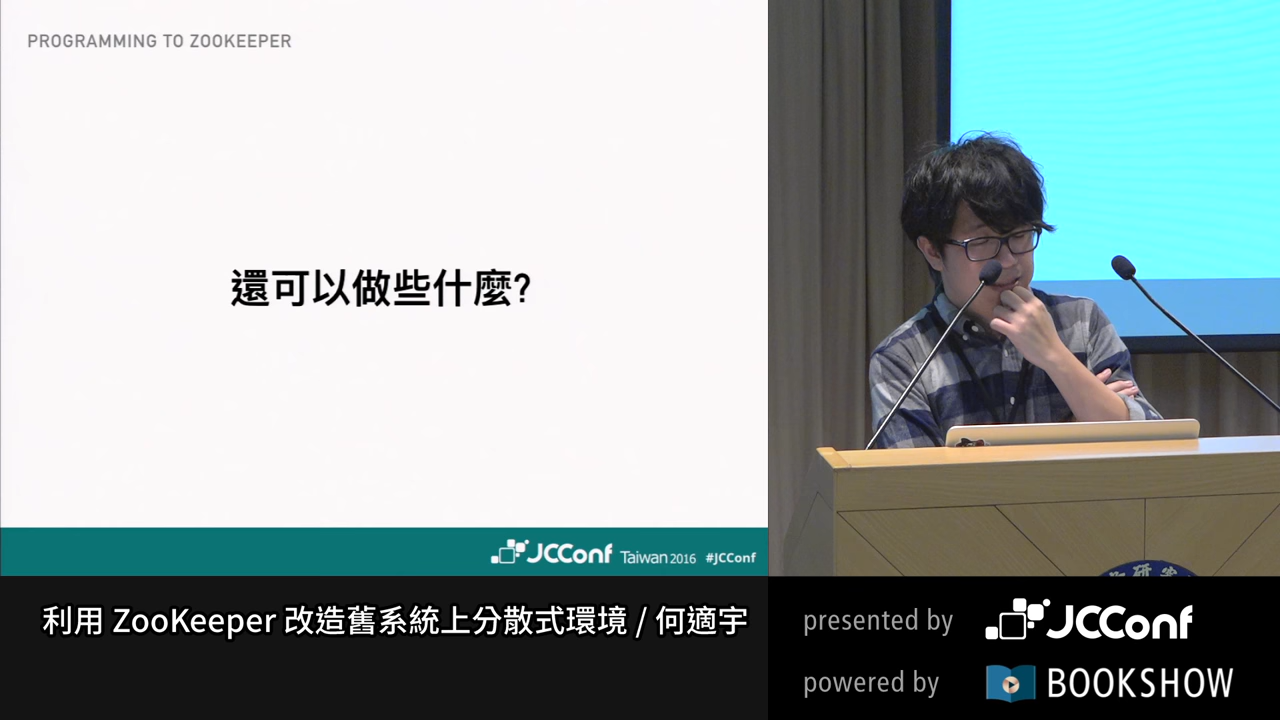 PROGRAMMING TO ZOOKEEPER
還可以做些什麼?
JCConf Taiwan 2016 #JCConf
利用 ZooKeeper 改造舊系統上分散式環境 / 何適宇
presented by JCConf
powered by BOOKSHOW